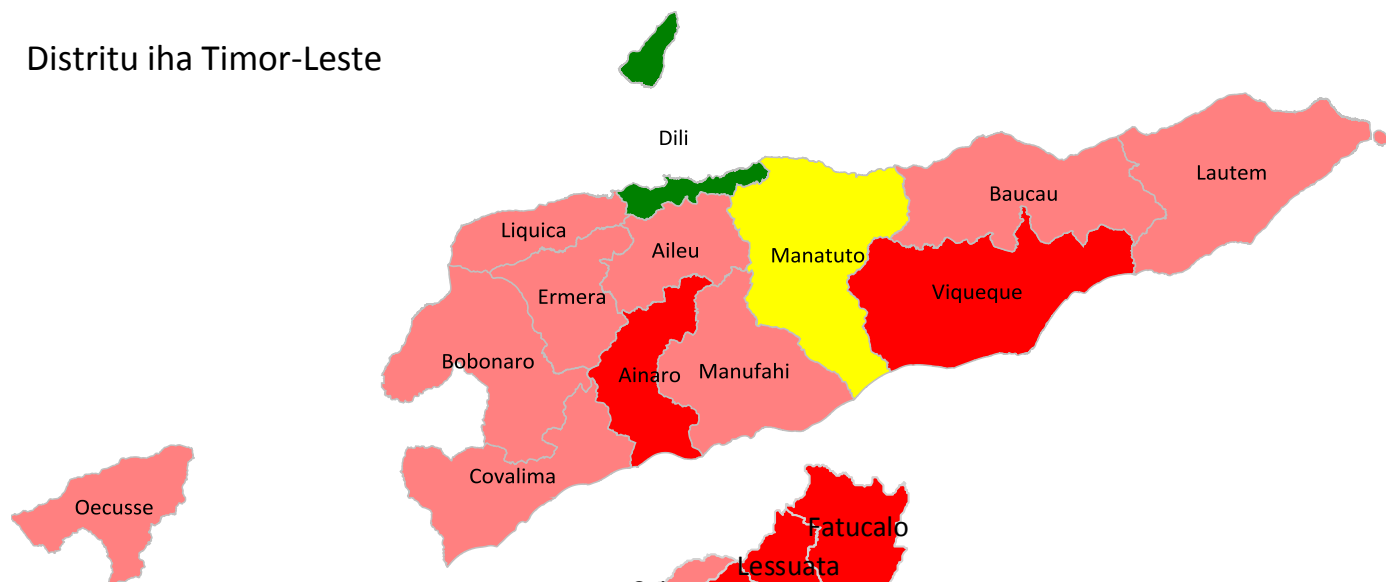 Distritu iha Timor-Leste
Dili
Lautem
Baucau
Liquica
Aileu
Manatuto
Ermera
Viqueque
Bobonaro
Ainaro
Manufahi
Covalima
Oecusse
Fatucalo
Lessuata